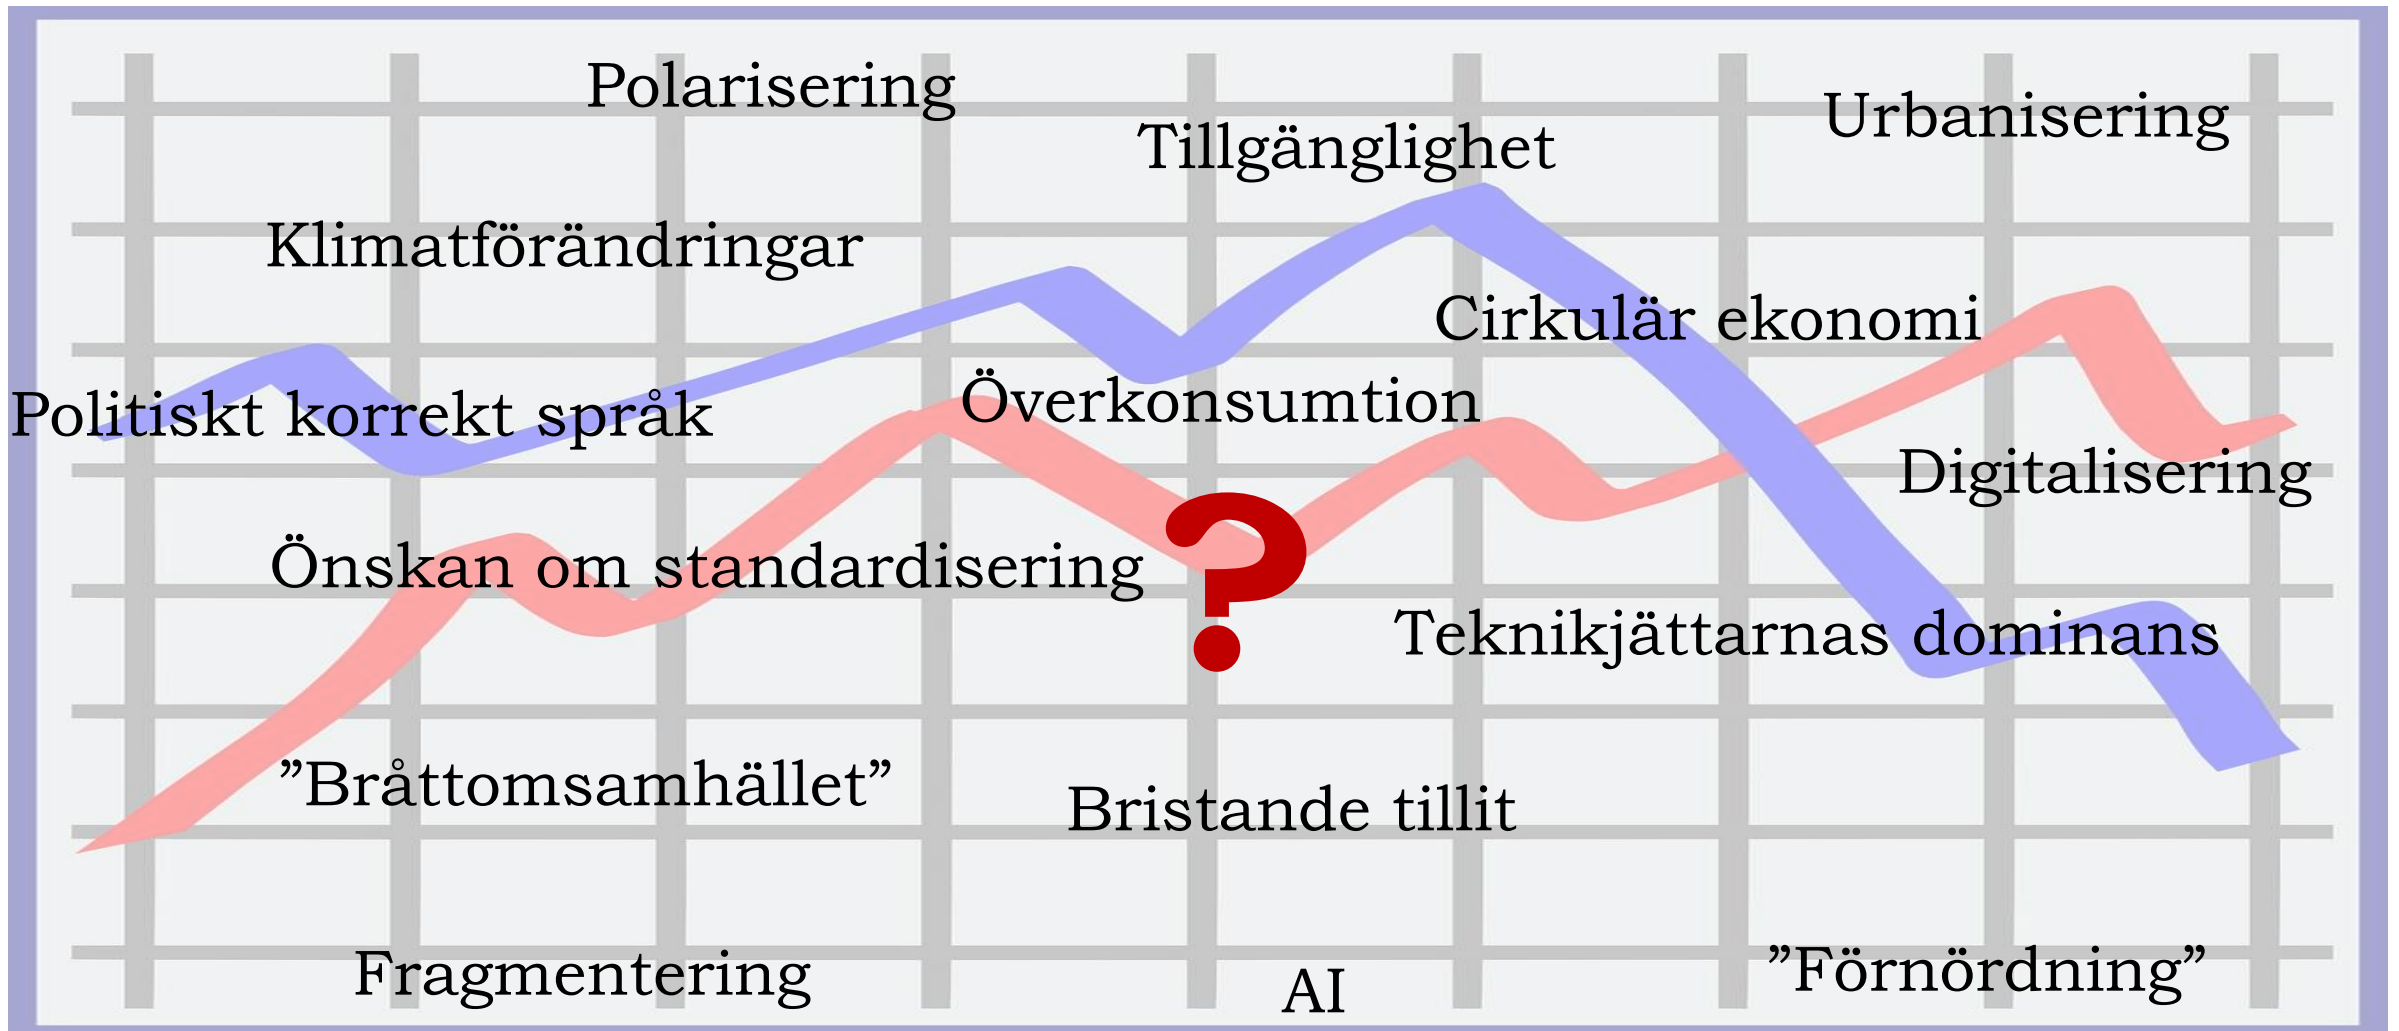 Polarisering
Urbanisering
Tillgänglighet
Klimatförändringar
Cirkulär ekonomi
Överkonsumtion
Politiskt korrekt språk
Digitalisering
Önskan om standardisering
?
Teknikjättarnas dominans
”Bråttomsamhället”
Bristande tillit
Fragmentering
”Förnördning”
AI